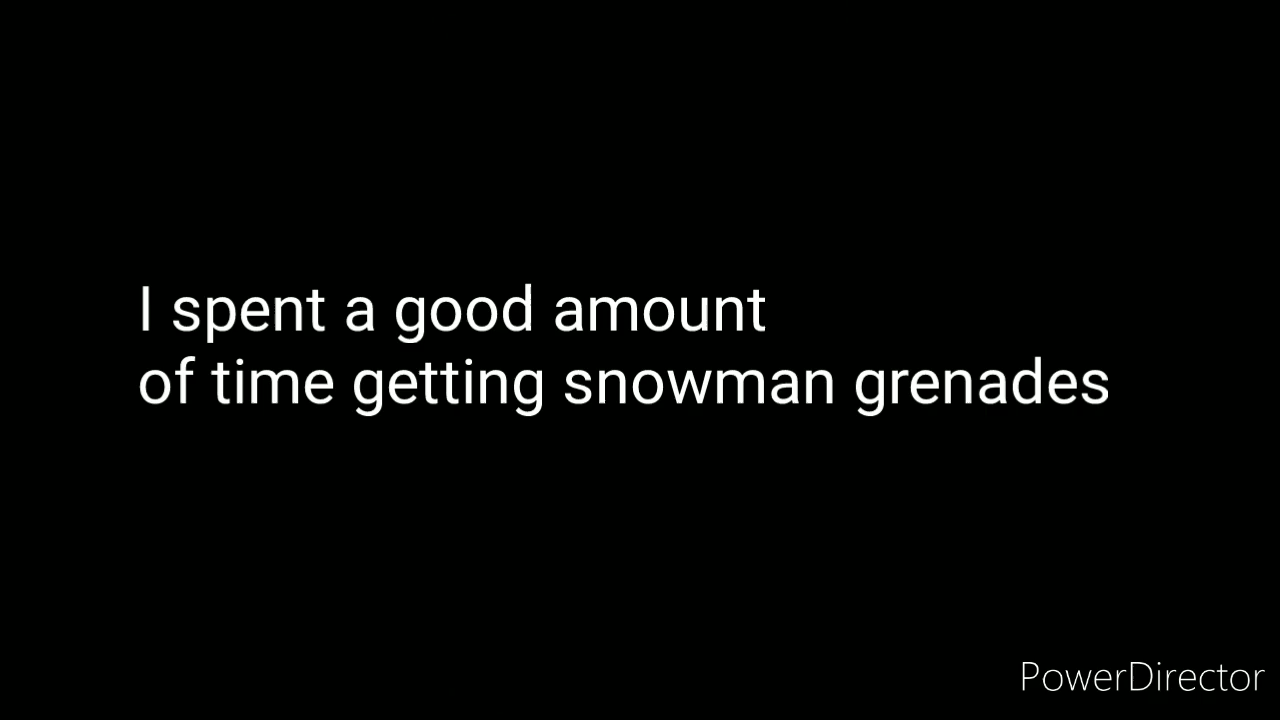 I spent a good amount
of time getting snowman grenades
PowerDirector